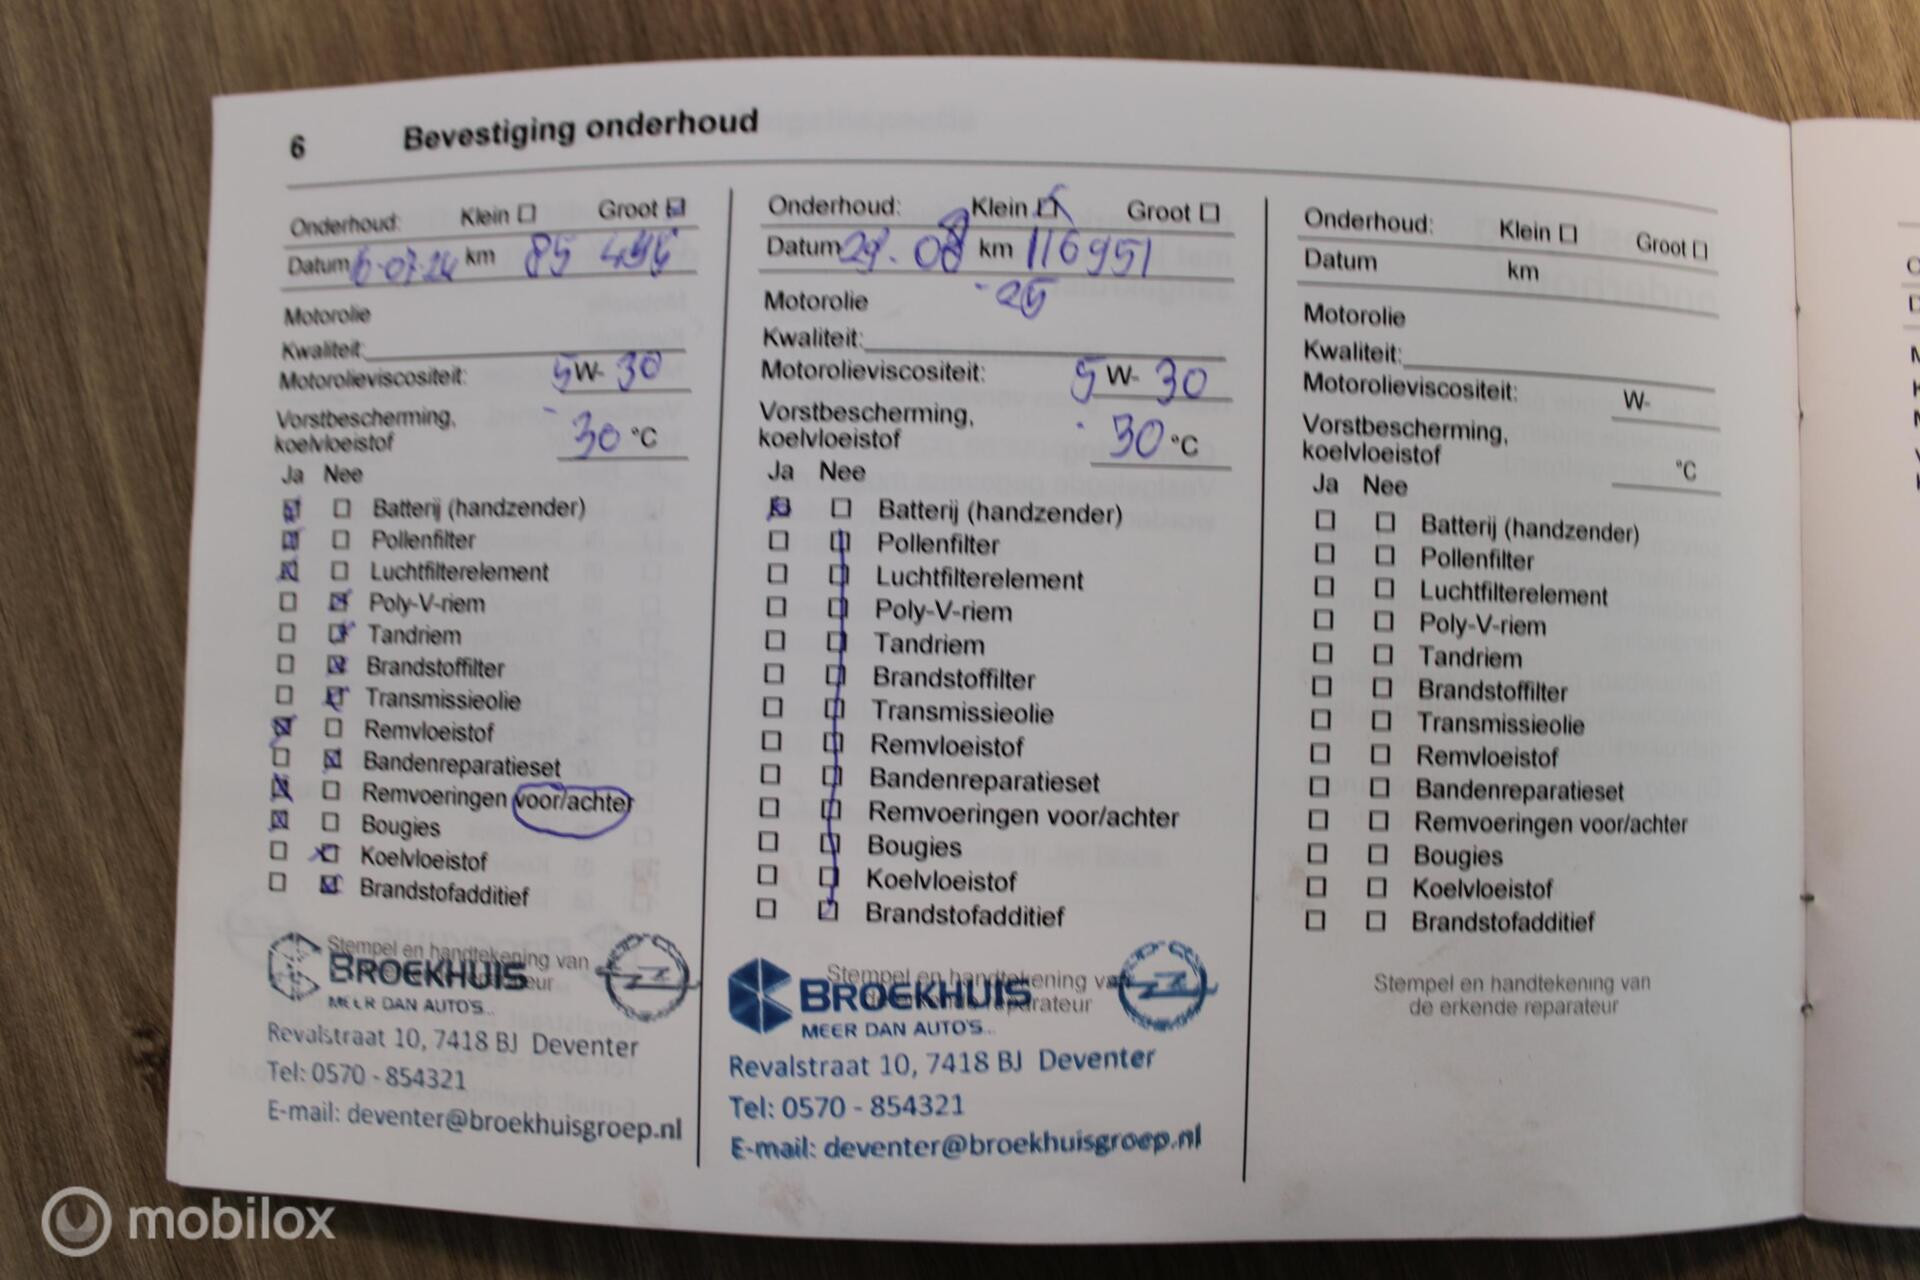 6 Bevestiging onderhoud
Onderhoud: Klein Groot
Datum 6-07-24 km 85
Motorolie
Kwaliteit:
Motorolieviscositeit: 5W-30
Vorstbescherming,
koelvloeistof -30 °C
Ja Nee
Batterij (handzender)
Pollenfilter
Luchtfilterelement
Poly-V-riem
Tandriem
Brandstoffilter
Transmissieolie
Remvloeistof
Bandenreparatieset
Remvoeringen voor/achter
Bougies
Koelvloeistof
Brandstofadditief
Stempel en handtekening van
BROEKHUIS
MEER DAN AUTO'S...
Revalstraat 10, 7418 BJ Deventer
Tel: 0570 - 854321
E-mail: deventer@broekhuisgroep.nl
Onderhoud: Klein Groot
Datum 29-08 km 116951
-25
Motorolie
Kwaliteit:
Motorolieviscositeit: 5W-30
Vorstbescherming,
koelvloeistof -30 °C
Ja Nee
Batterij (handzender)
Pollenfilter
Luchtfilterelement
Poly-V-riem
Tandriem
Brandstoffilter
Transmissieolie
Remvloeistof
Bandenreparatieset
Remvoeringen voor/achter
Bougies
Koelvloeistof
Brandstofadditief
Stempel en handtekening van
de erkende reparateur
BROEKHUIS
MEER DAN AUTO'S...
Revalstraat 10, 7418 BJ Deventer
Tel: 0570 - 854321
E-mail: deventer@broekhuisgroep.nl
Onderhoud: Klein Groot
Datum km
Motorolie
Kwaliteit:
Motorolieviscositeit: W-
Vorstbescherming,
koelvloeistof °C
Ja Nee
Batterij (handzender)
Pollenfilter
Luchtfilterelement
Poly-V-riem
Tandriem
Brandstoffilter
Transmissieolie
Remvloeistof
Bandenreparatieset
Remvoeringen voor/achter
Bougies
Koelvloeistof
Brandstofadditief
Stempel en handtekening van
de erkende reparateur
mobilox